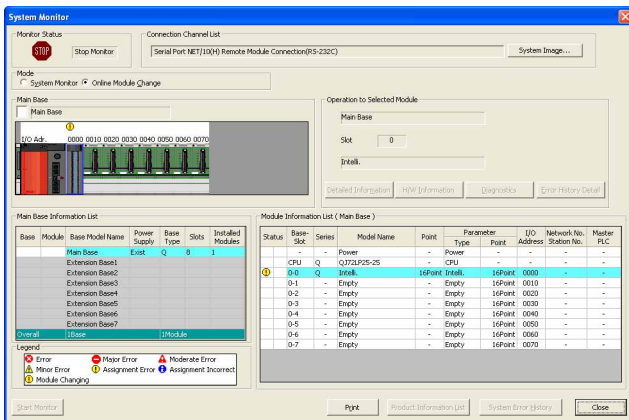 System Monitor
Monitor Status
STOP
Stop Monitor
Connection Channel List
Serial Port NET/10(H) Remote Module Connection(RS-232C)
System Image...
Mode
System Monitor Online Module Change
Main Base
Main Base
I/O Adr. 0000 0010 0020 0030 0040 0050 0060 0070
Operation to Selected Module
Main Base
Slot 0
Intelli.
Detailed Information H/W Information Diagnostics Error History Detail
Main Base Information List
Base Module Base Model Name Power Supply Base Type Slots Installed Modules
Main Base Exist Q 8 1
Extension Base1
Extension Base2
Extension Base3
Extension Base4
Extension Base5
Extension Base6
Extension Base7
Overall 1Base 1Module
Module Information List ( Main Base )
Status Base-Slot Series Model Name Point Parameter Type Point I/O Address Network No. Station No. Master PLC
- - Power - Power - - - -
CPU Q QJ72LP25-25 - CPU - - - -
0-0 Q Intelli. 16Point Intelli. 16Point 0000 - -
0-1 - Empty - Empty 16Point 0010 - -
0-2 - Empty - Empty 16Point 0020 - -
0-3 - Empty - Empty 16Point 0030 - -
0-4 - Empty - Empty 16Point 0040 - -
0-5 - Empty - Empty 16Point 0050 - -
0-6 - Empty - Empty 16Point 0060 - -
0-7 - Empty - Empty 16Point 0070 - -
Legend
Error Major Error Moderate Error
Minor Error Assignment Error Assignment Incorrect
Module Changing
Start Monitor Print Product Information List System Error History Close